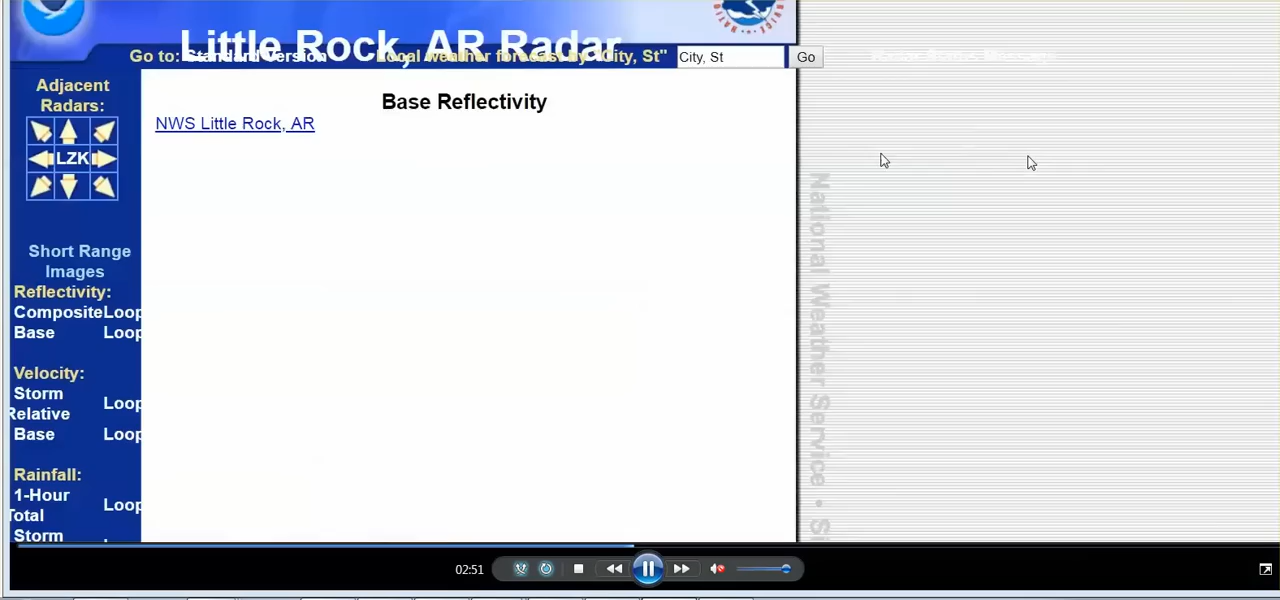 Little Rock, AR Radar
Go to: Standard Version Local weather forecast by "City, St" City, St Go
Adjacent
Radars:
LZK
Base Reflectivity
NWS Little Rock, AR
Short Range
Images
Reflectivity:
Composite Loop
Base Loop
Velocity:
Storm
Relative Loop
Base Loop
Rainfall:
1-Hour
Total Loop
Storm
National Weather Service •
02:51